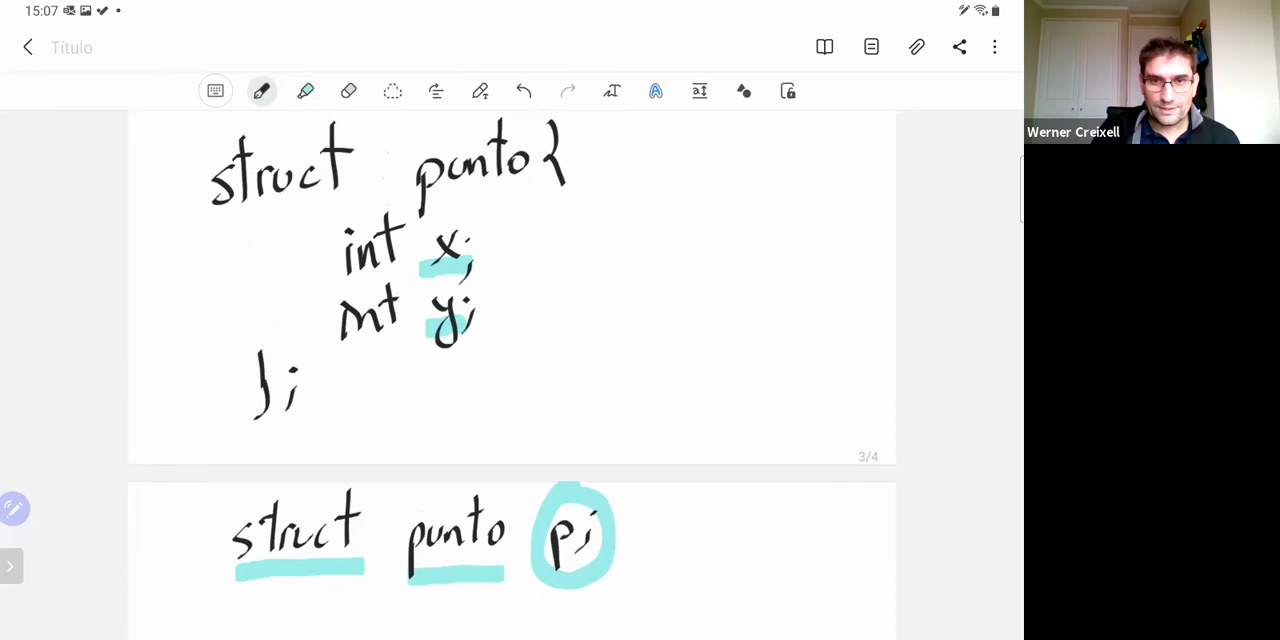 15:07
Título
Werner Creixell
struct punto{
int x;
int y;
};
3/4
struct punto p;